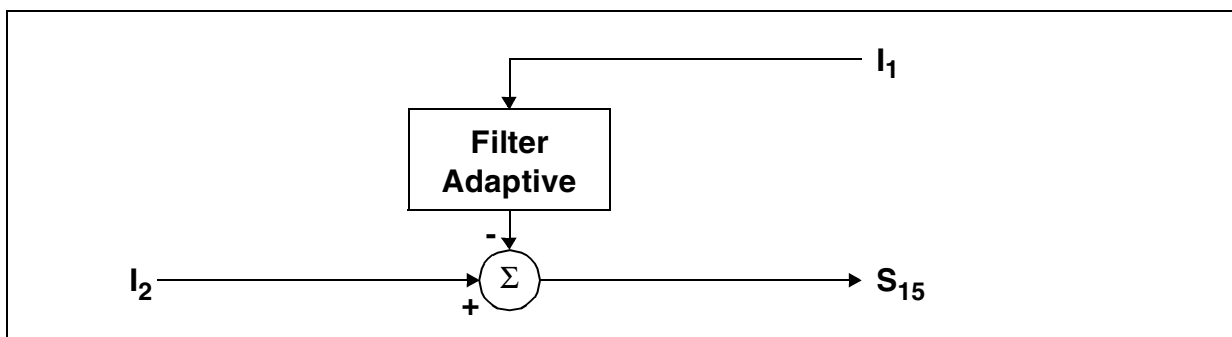 I1
Filter
Adaptive
-
I2
+
Σ
S15